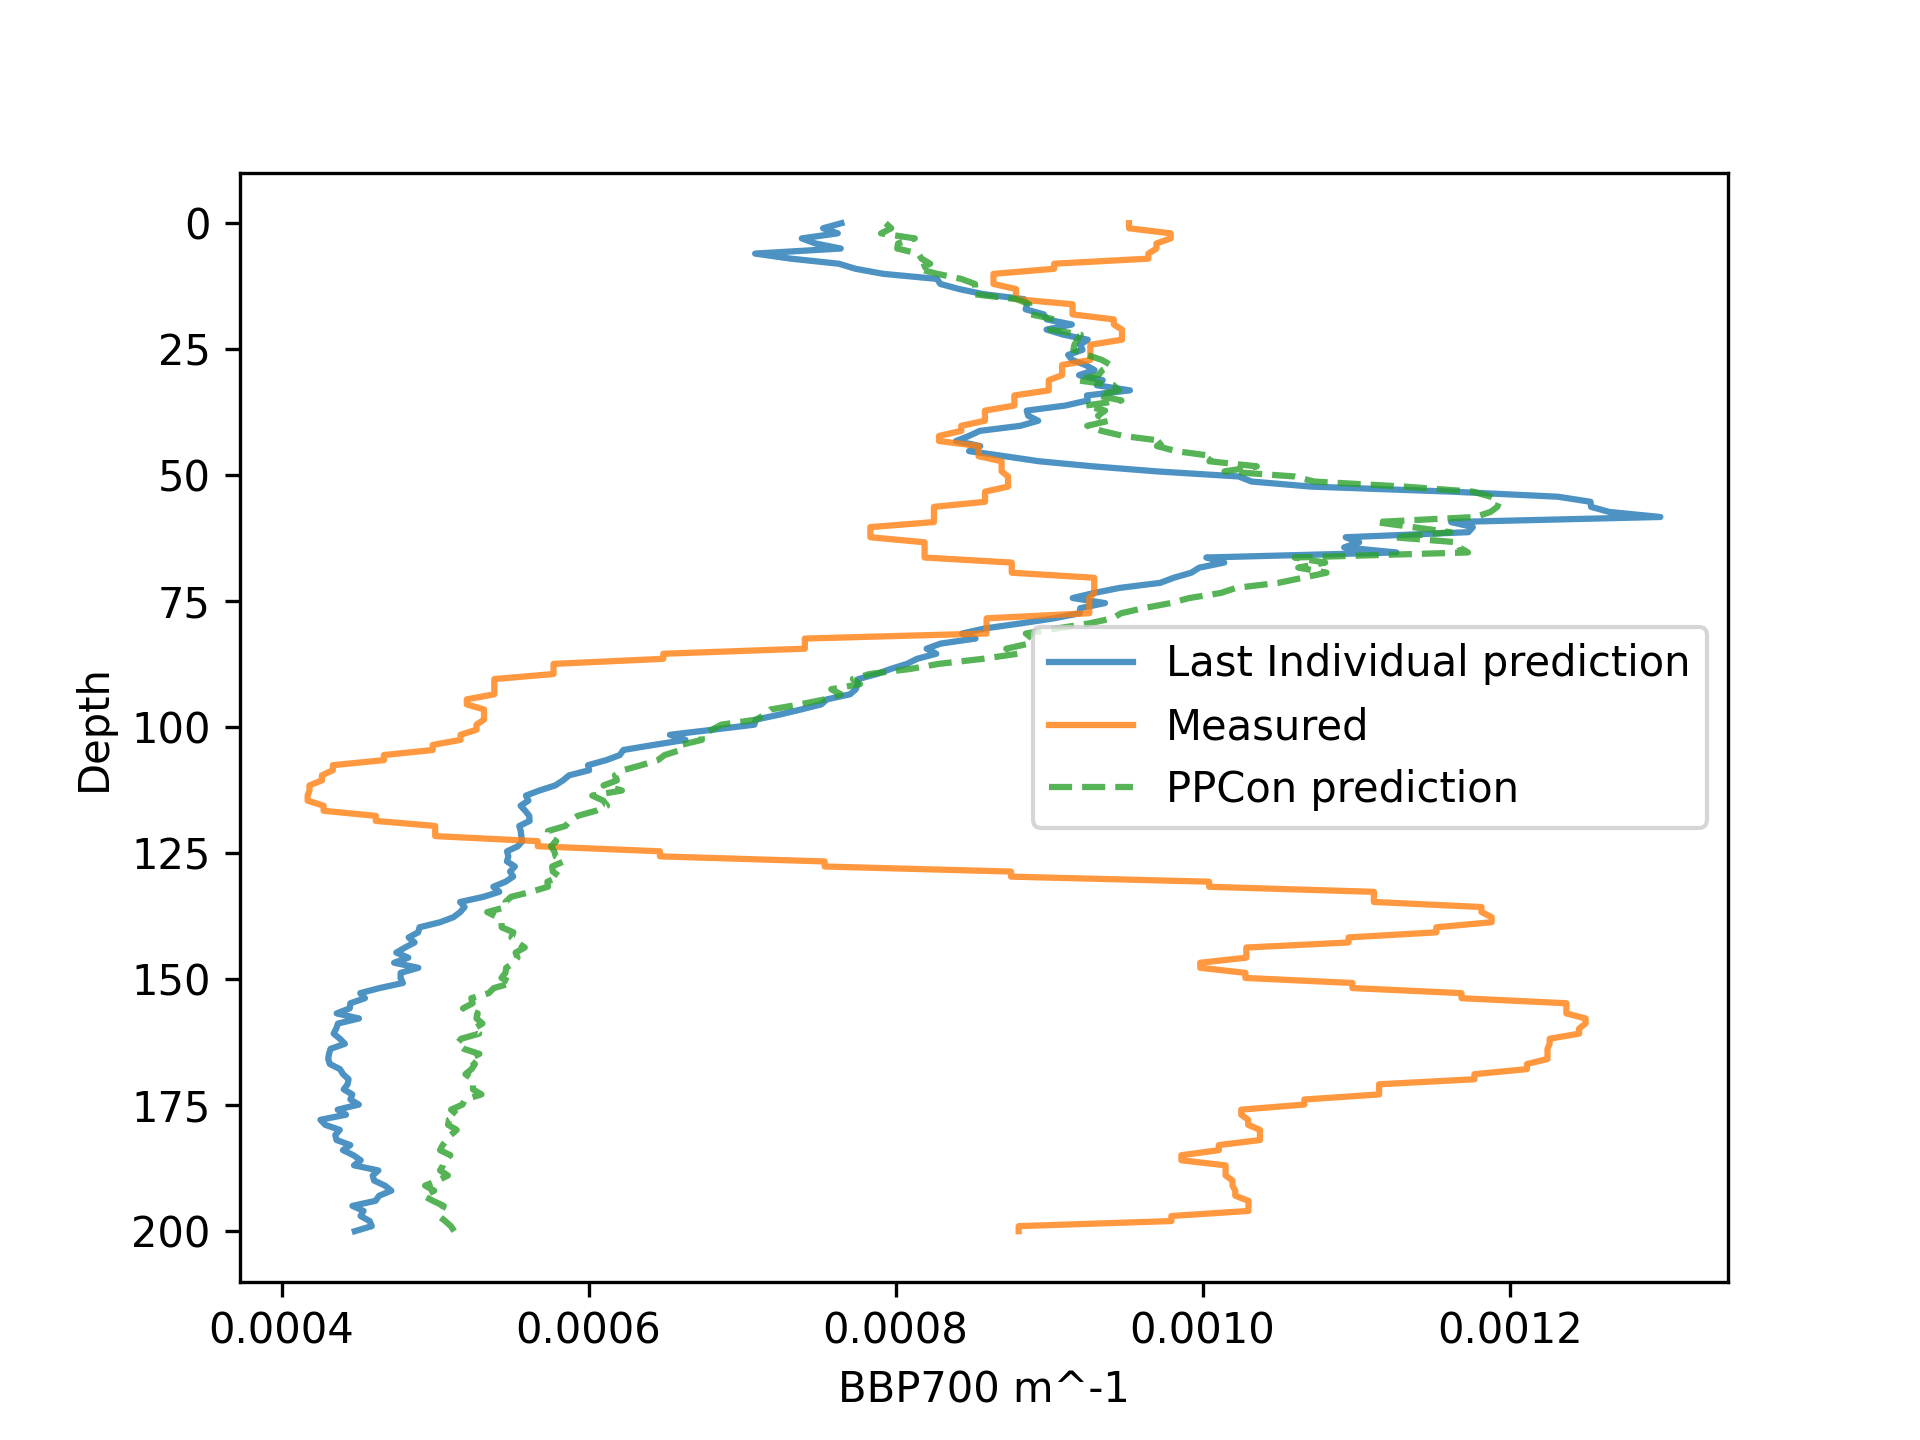 0
25
50
75
100
125
150
175
200
Depth
Last Individual prediction
Measured
PPCon prediction
0.0004 0.0006 0.0008 0.0010 0.0012
BBP700 m^-1